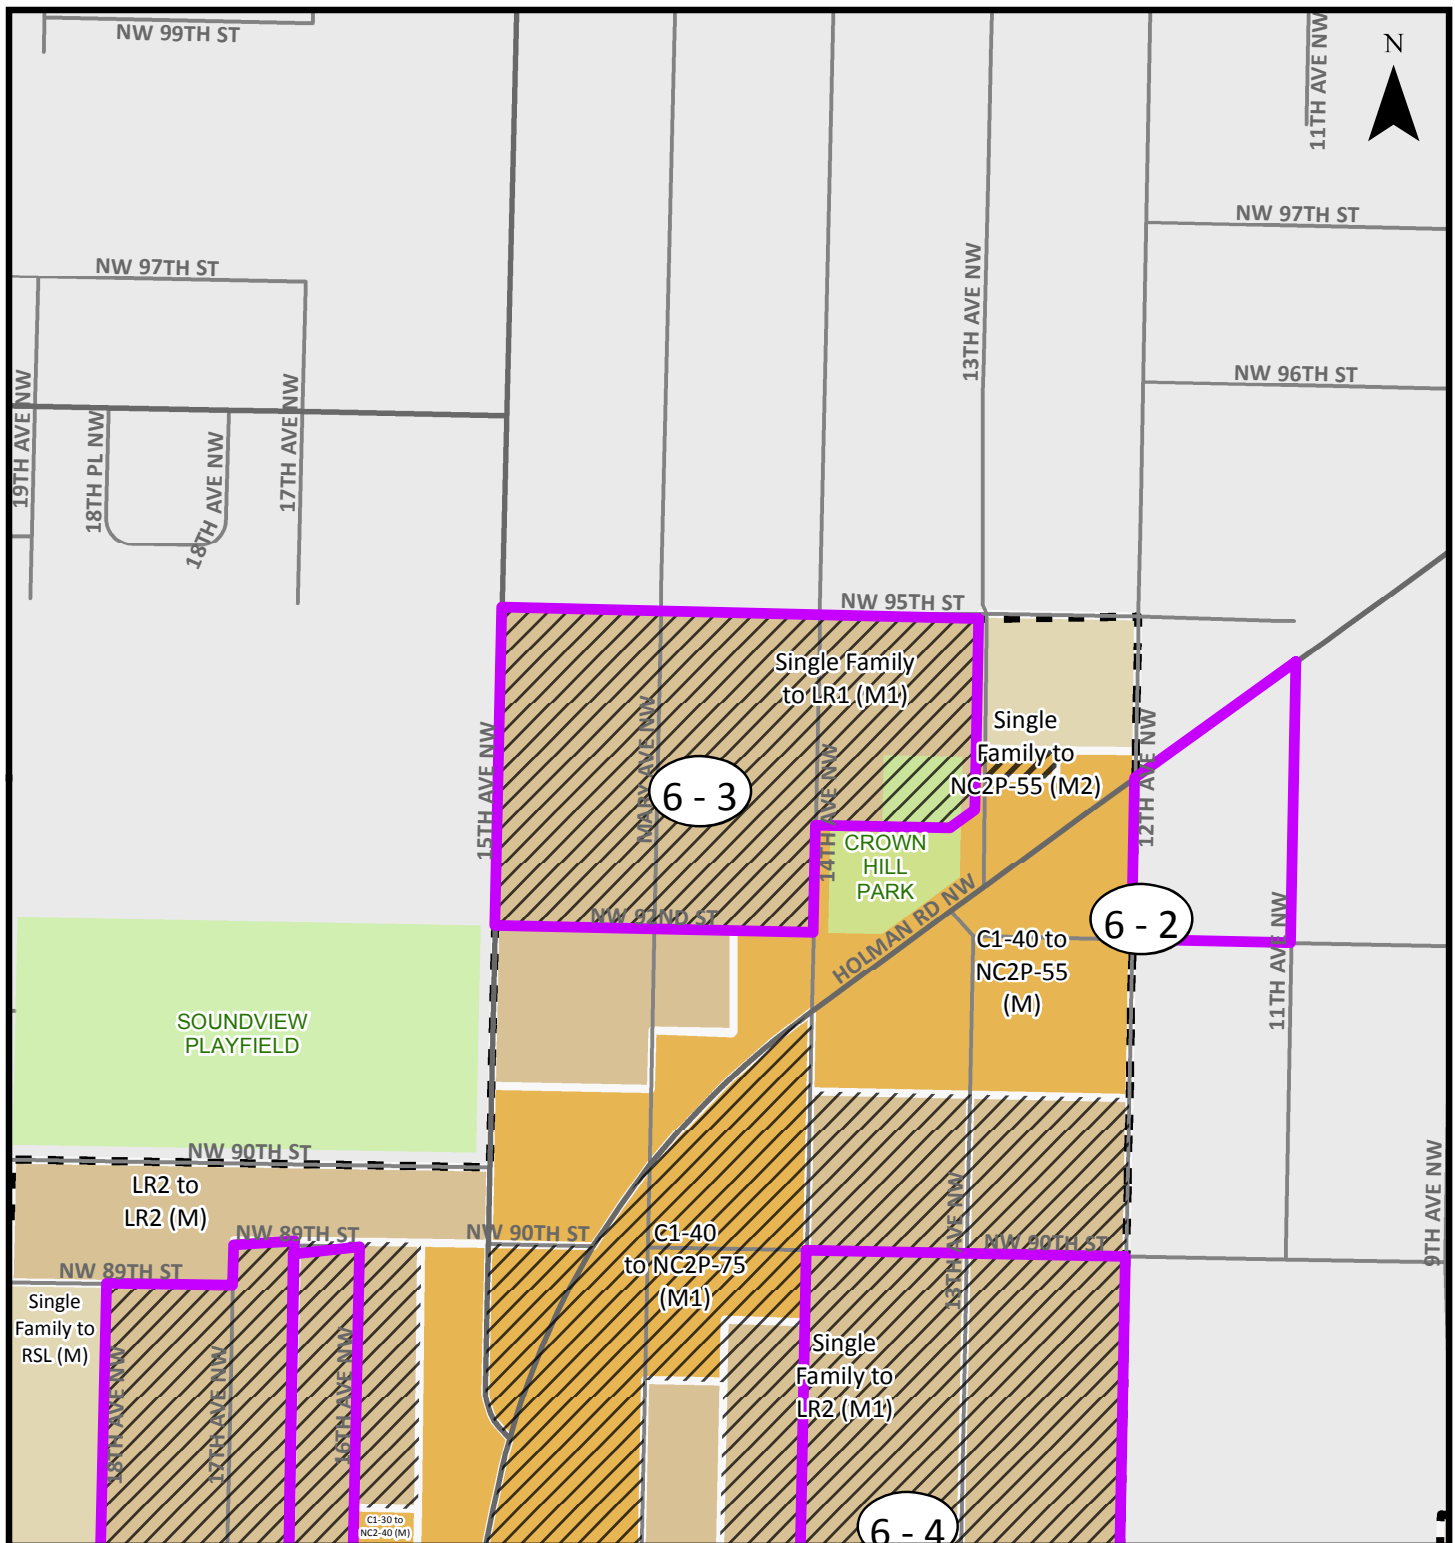 NW 99TH ST
N
11TH AVE NW
NW 97TH ST
NW 97TH ST
13TH AVE NW
NW 96TH ST
19TH AVE NW
18TH PL NW
18TH AVE NW
17TH AVE NW
NW 95TH ST
Single Family
to LR1 (M1)
Single
Family to
NC2P-55 (M2)
15TH AVE NW
MARY AVE NW
14TH AVE NW
12TH AVE NW
6 - 3
CROWN
HILL
PARK
HOLMAN RD NW
NW 92ND ST
6 - 2
C1-40 to
NC2P-55
(M)
11TH AVE NW
SOUNDVIEW
PLAYFIELD
NW 90TH ST
LR2 to
LR2 (M)
NW 89TH ST
NW 90TH ST
C1-40
to NC2P-75
(M1)
13TH AVE NW
NW 90TH ST
9TH AVE NW
NW 89TH ST
Single
Family to
RSL (M)
18TH AVE NW
17TH AVE NW
16TH AVE NW
Single
Family to
LR2 (M1)
C1-30 to
NC2-40 (M)
6 - 4